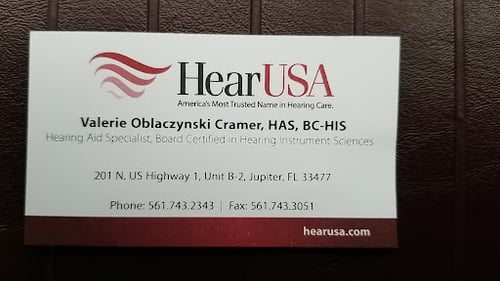 HearUSA
America's Most Trusted Name in Hearing Care.
Valerie Oblaczynski Cramer, HAS, BC-HIS
Hearing Aid Specialist, Board Certified in Hearing Instrument Sciences
201 N. US Highway 1, Unit B-2, Jupiter, FL 33477
Phone: 561.743.2343 | Fax: 561.743.3051
hearusa.com